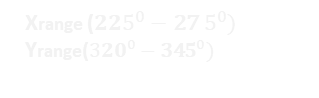 Xrange (225⁰ – 27 5⁰)
Yrange(320⁰ – 345⁰)